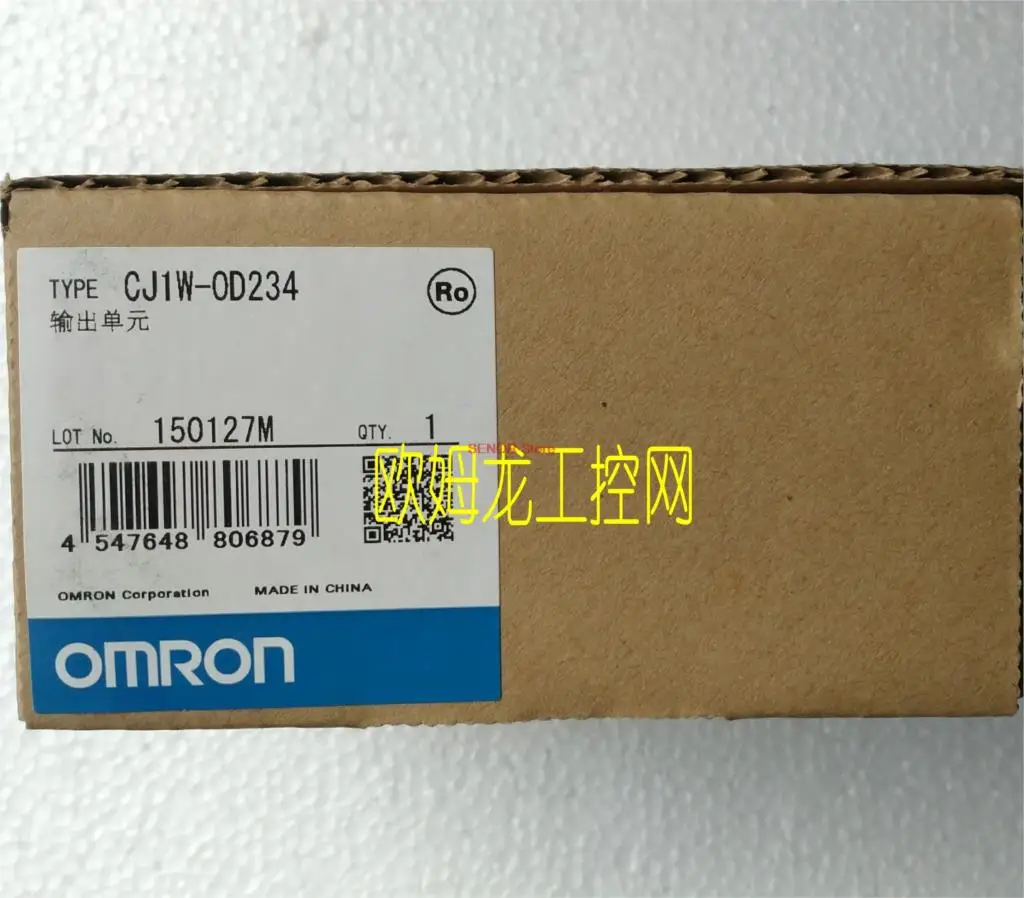 TYPE CJ1W-OD234
Ro
输出单元
LOT No. 150127M QTY. 1
欧姆龙工控网
4 547648 806879
OMRON Corporation MADE IN CHINA
OMRON